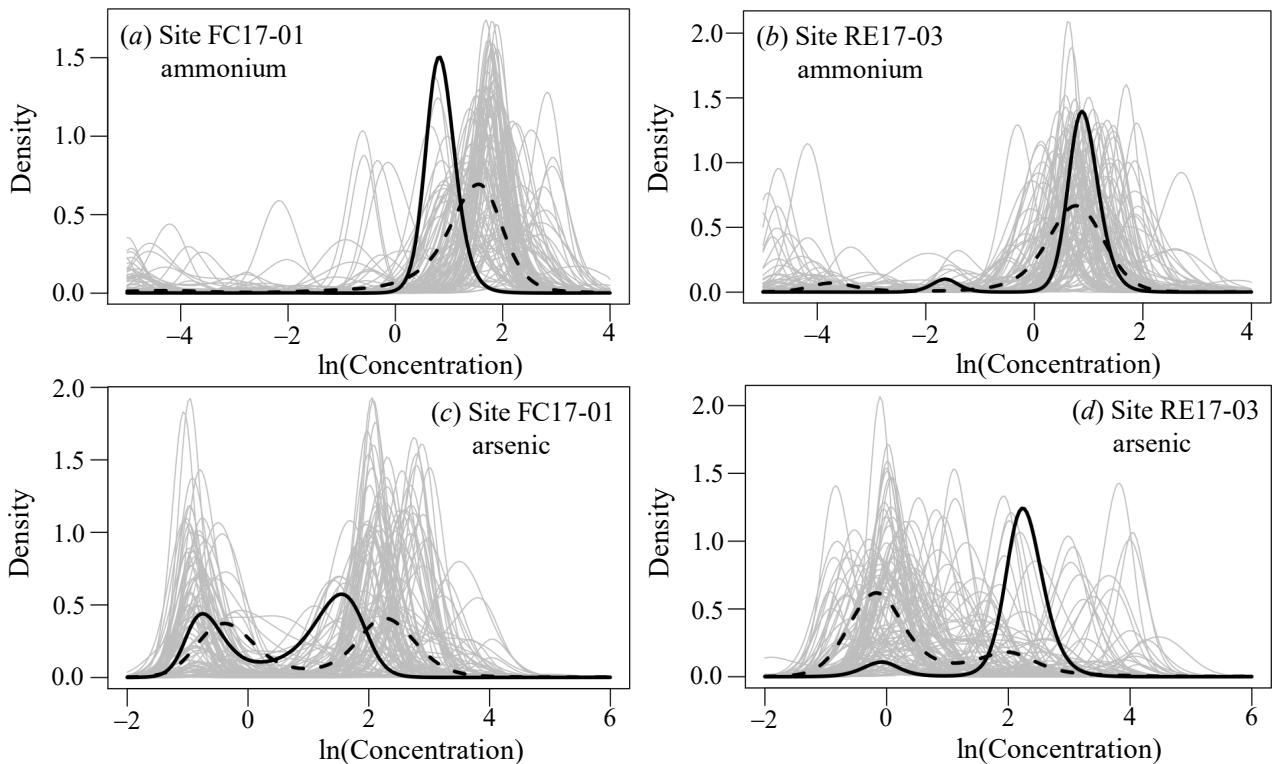 (a) Site FC17-01
ammonium
Density
1.5
1.0
0.5
0.0
–4
–2
0
2
4
ln(Concentration)
(b) Site RE17-03
ammonium
Density
2.0
1.5
1.0
0.5
0.0
–4
–2
0
2
4
ln(Concentration)
(c) Site FC17-01
arsenic
Density
2.0
1.5
1.0
0.5
0.0
–2
0
2
4
6
ln(Concentration)
(d) Site RE17-03
arsenic
Density
2.0
1.5
1.0
0.5
0.0
–2
0
2
4
6
ln(Concentration)